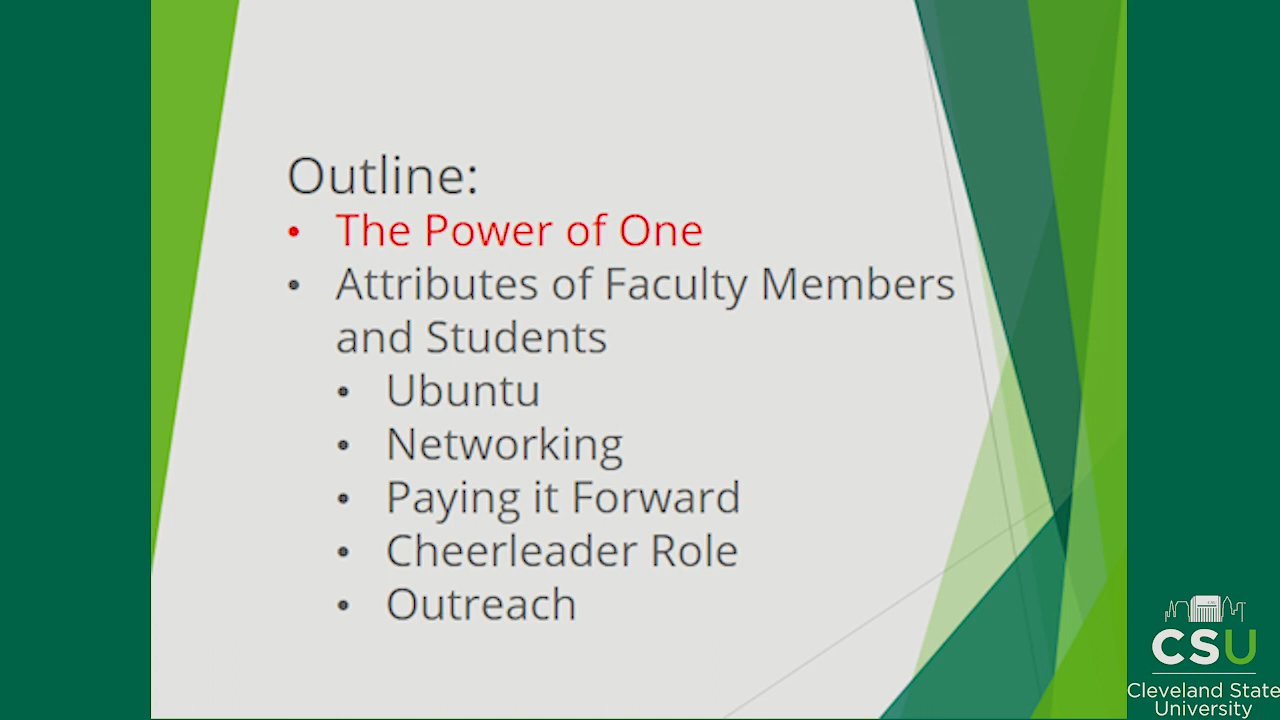 Outline:
• The Power of One
• Attributes of Faculty Members
and Students
• Ubuntu
• Networking
• Paying it Forward
• Cheerleader Role
• Outreach
CSU
Cleveland State
University